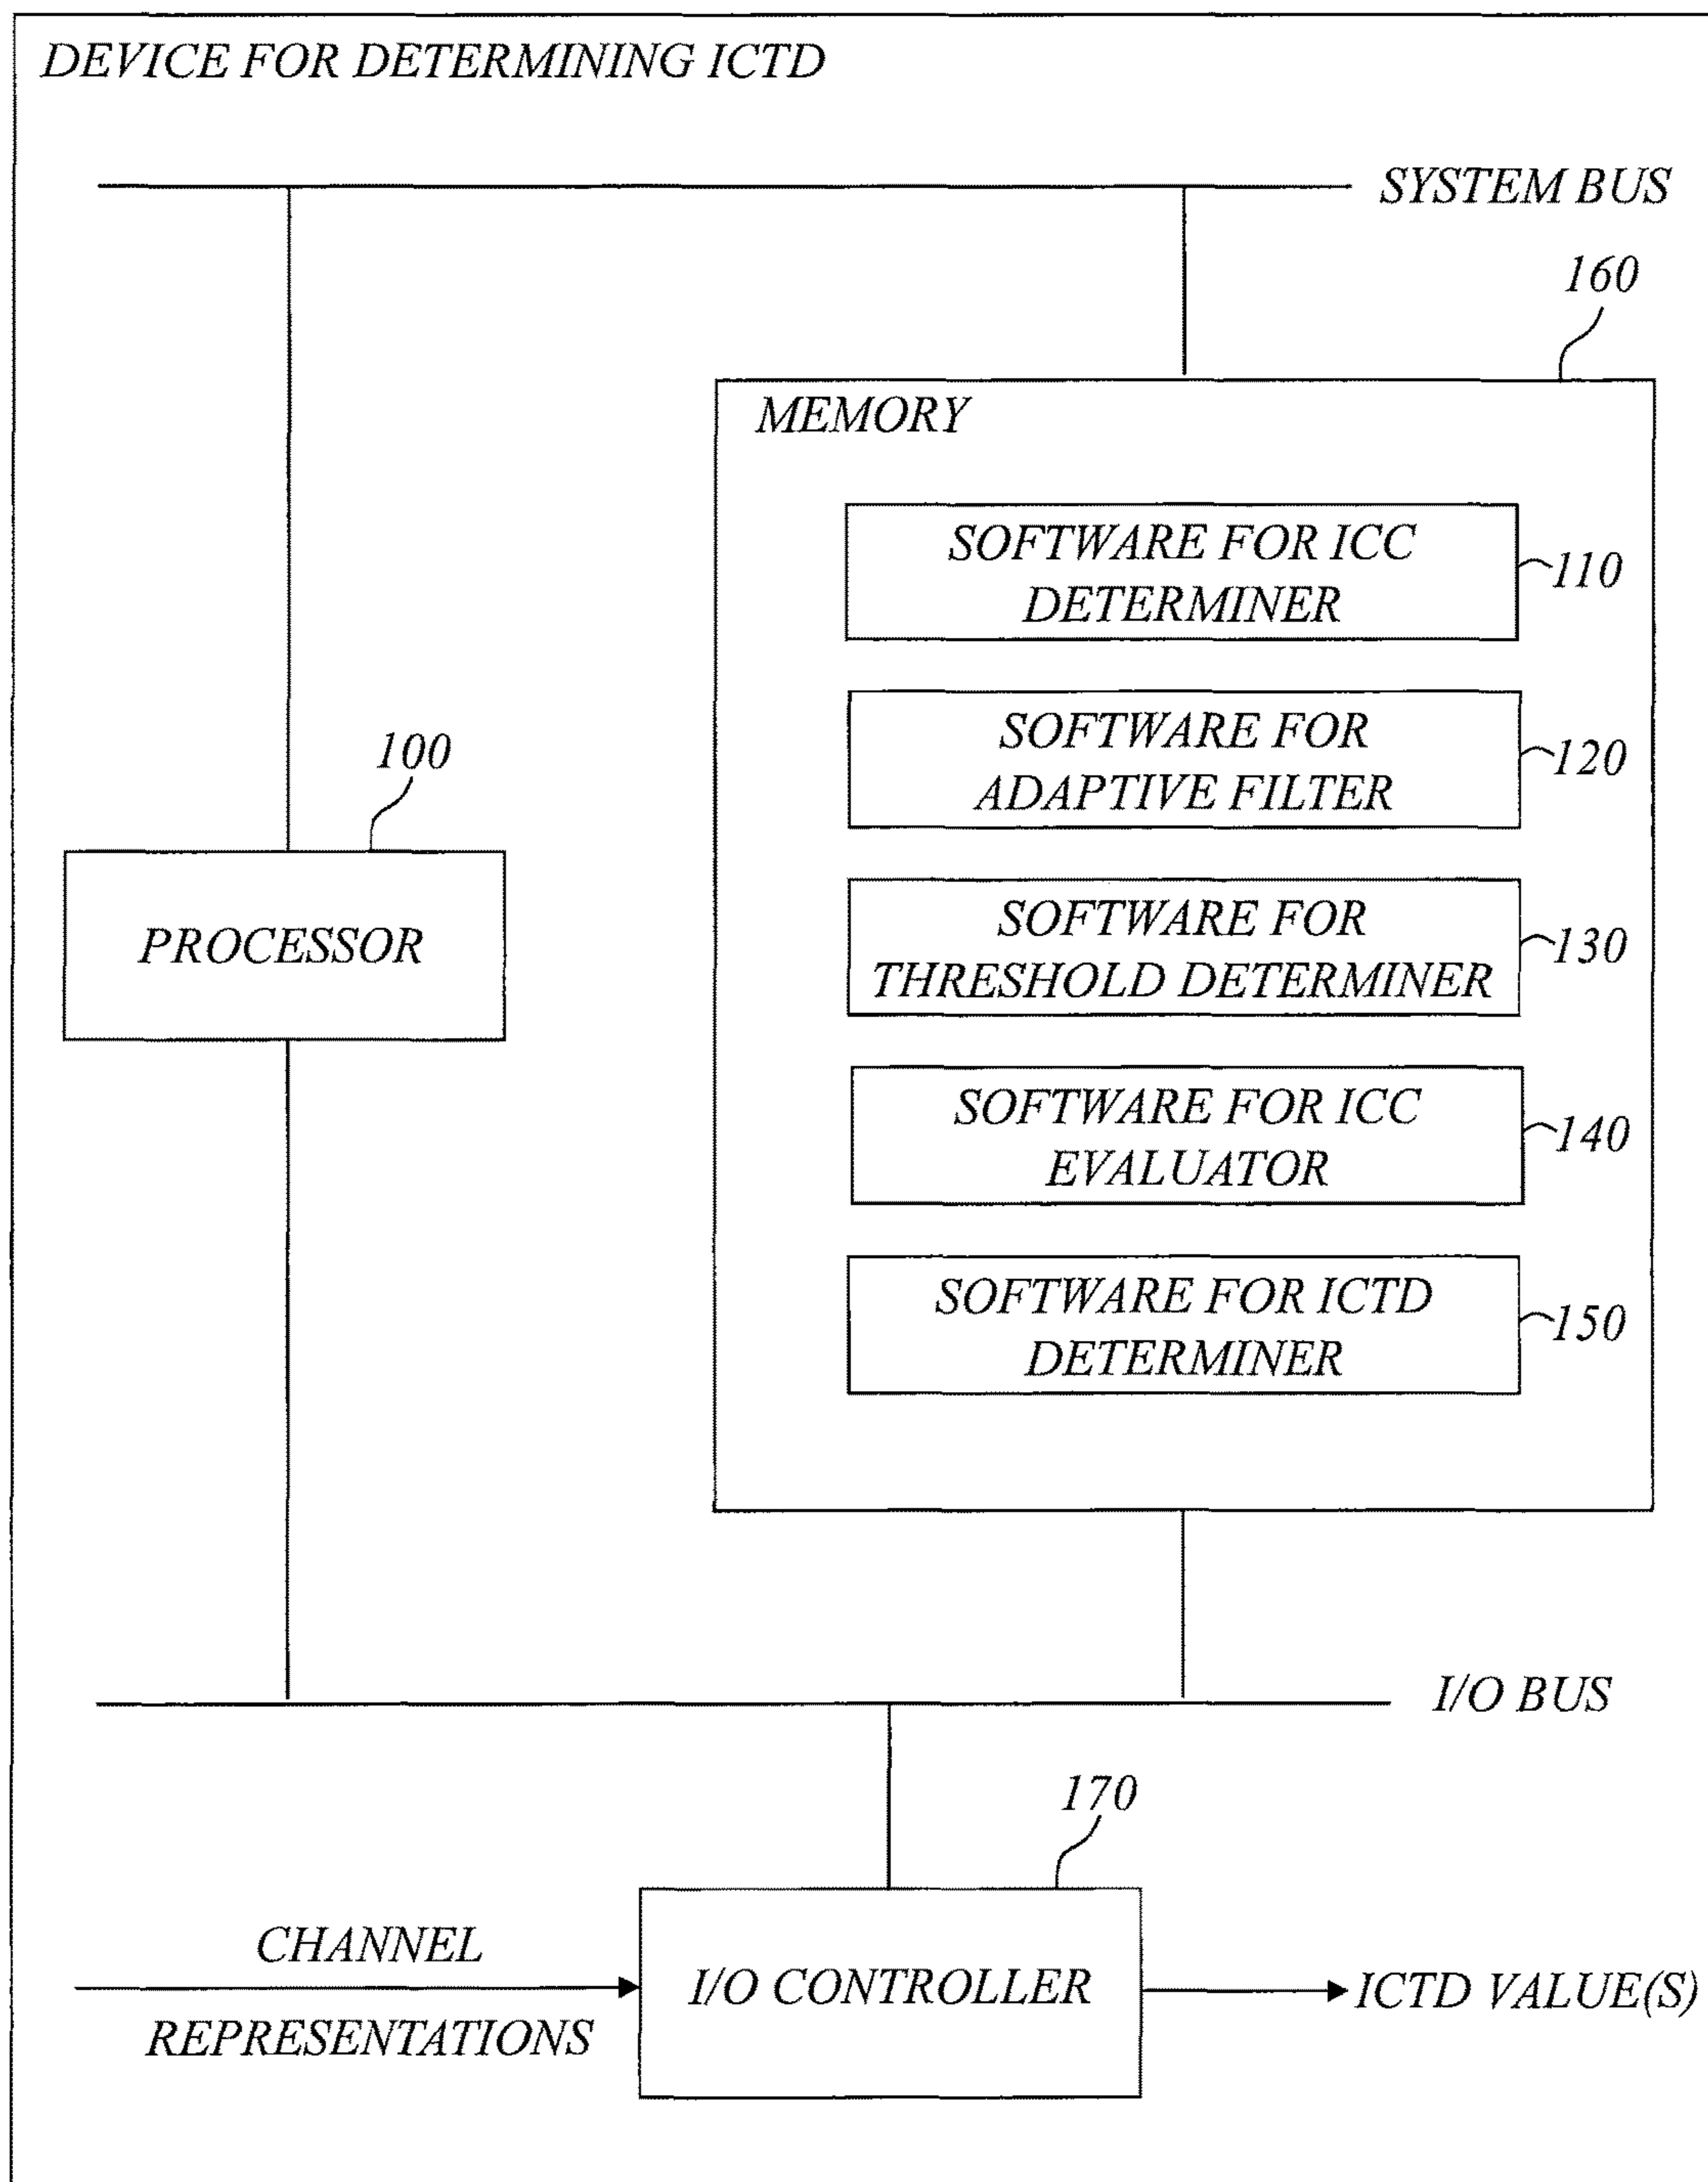 DEVICE FOR DETERMINING ICTD
SYSTEM BUS
160
MEMORY
SOFTWARE FOR ICC
DETERMINER
110
SOFTWARE FOR
ADAPTIVE FILTER
120
100
PROCESSOR
SOFTWARE FOR
THRESHOLD DETERMINER
130
SOFTWARE FOR ICC
EVALUATOR
140
SOFTWARE FOR ICTD
DETERMINER
150
I/O BUS
170
CHANNEL
REPRESENTATIONS
I/O CONTROLLER
ICTD VALUE(S)